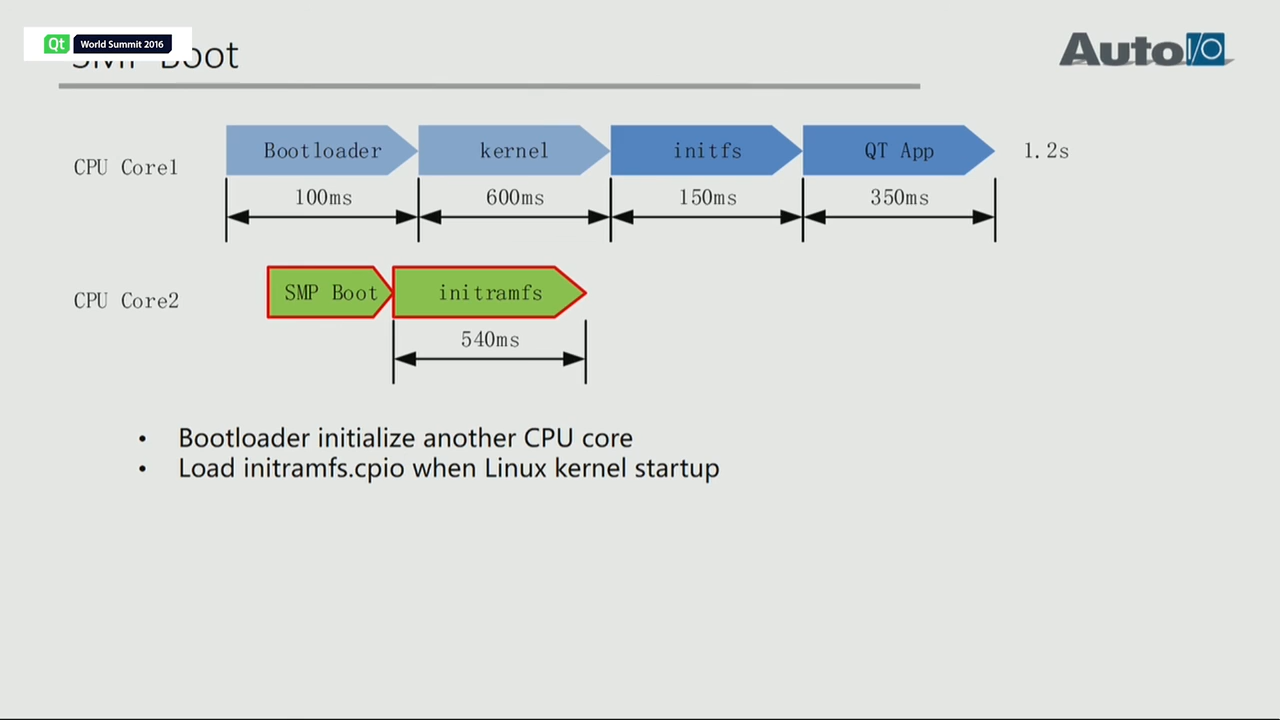 Qt World Summit 2016
SMP Boot
Auto I/O
CPU Core1
Bootloader
kernel
initfs
QT App
1.2s
100ms
600ms
150ms
350ms
CPU Core2
SMP Boot
initramfs
540ms
• Bootloader initialize another CPU core
• Load initramfs.cpio when Linux kernel startup